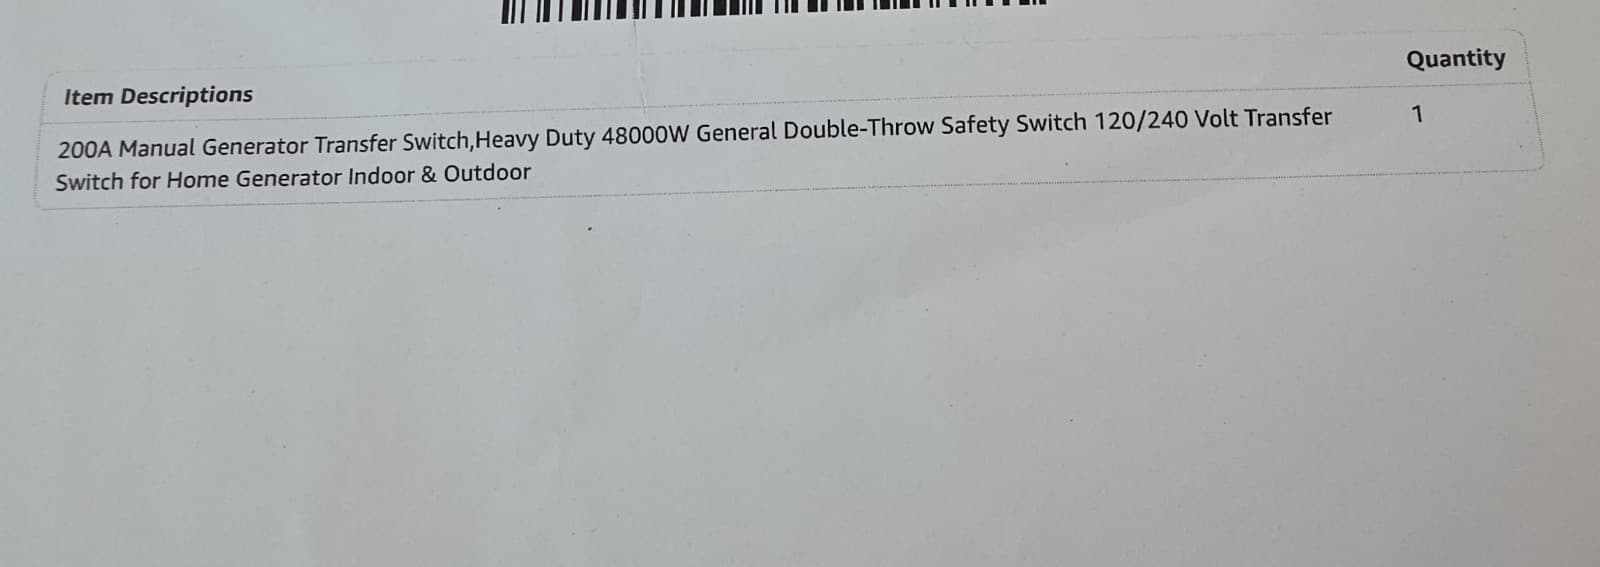 Item Descriptions
Quantity
200A Manual Generator Transfer Switch,Heavy Duty 48000W General Double-Throw Safety Switch 120/240 Volt Transfer
1
Switch for Home Generator Indoor & Outdoor